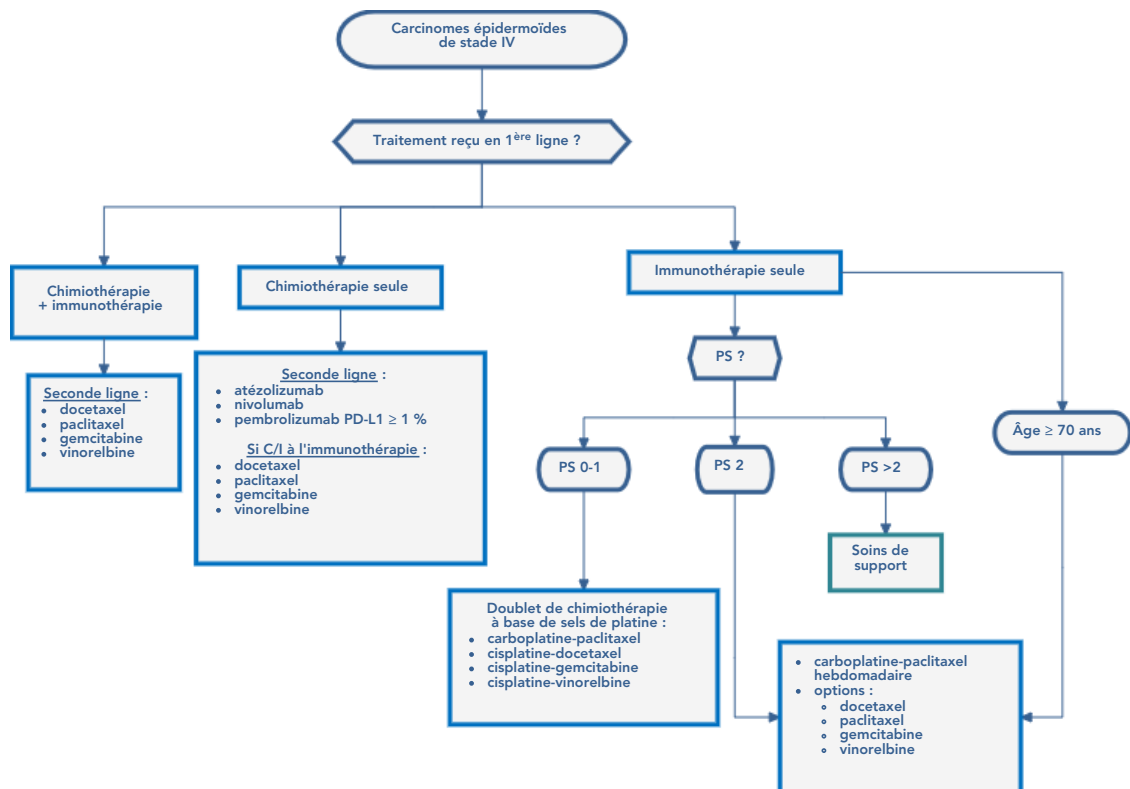 Carcinomes épidermoïdes
de stade IV
Traitement reçu en 1ère ligne ?
Chimiothérapie
+ immunothérapie
Seconde ligne :
• docetaxel
• paclitaxel
• gemcitabine
• vinorelbine
Chimiothérapie seule
Seconde ligne :
• atézolizumab
• nivolumab
• pembrolizumab PD-L1 ≥ 1 %
Si C/I à l'immunothérapie :
• docetaxel
• paclitaxel
• gemcitabine
• vinorelbine
Immunothérapie seule
PS ?
PS 0-1
PS 2
PS >2
Âge ≥ 70 ans
Soins de
support
Doublet de chimiothérapie
à base de sels de platine :
• carboplatine-paclitaxel
• cisplatine-docetaxel
• cisplatine-gemcitabine
• cisplatine-vinorelbine
• carboplatine-paclitaxel
hebdomadaire
• options :
∘ docetaxel
∘ paclitaxel
∘ gemcitabine
∘ vinorelbine